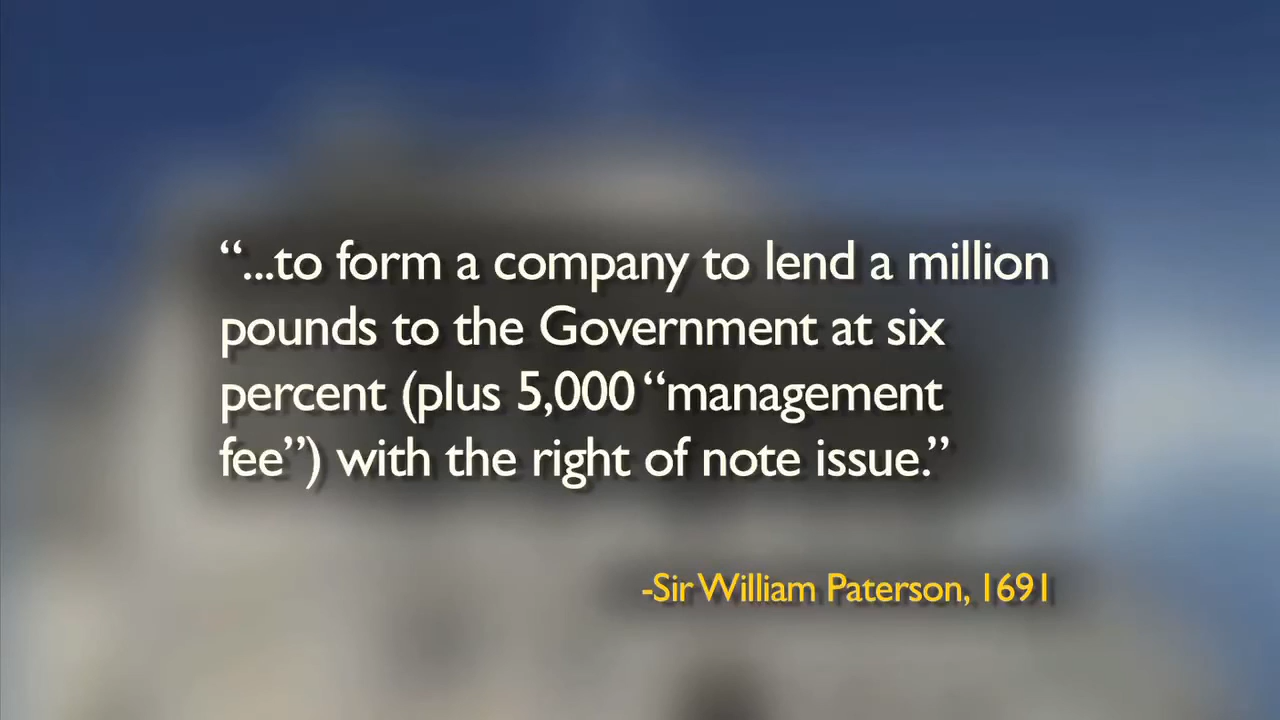 “...to form a company to lend a million
pounds to the Government at six
percent (plus 5,000 “management
fee”) with the right of note issue.”
-Sir William Paterson, 1691